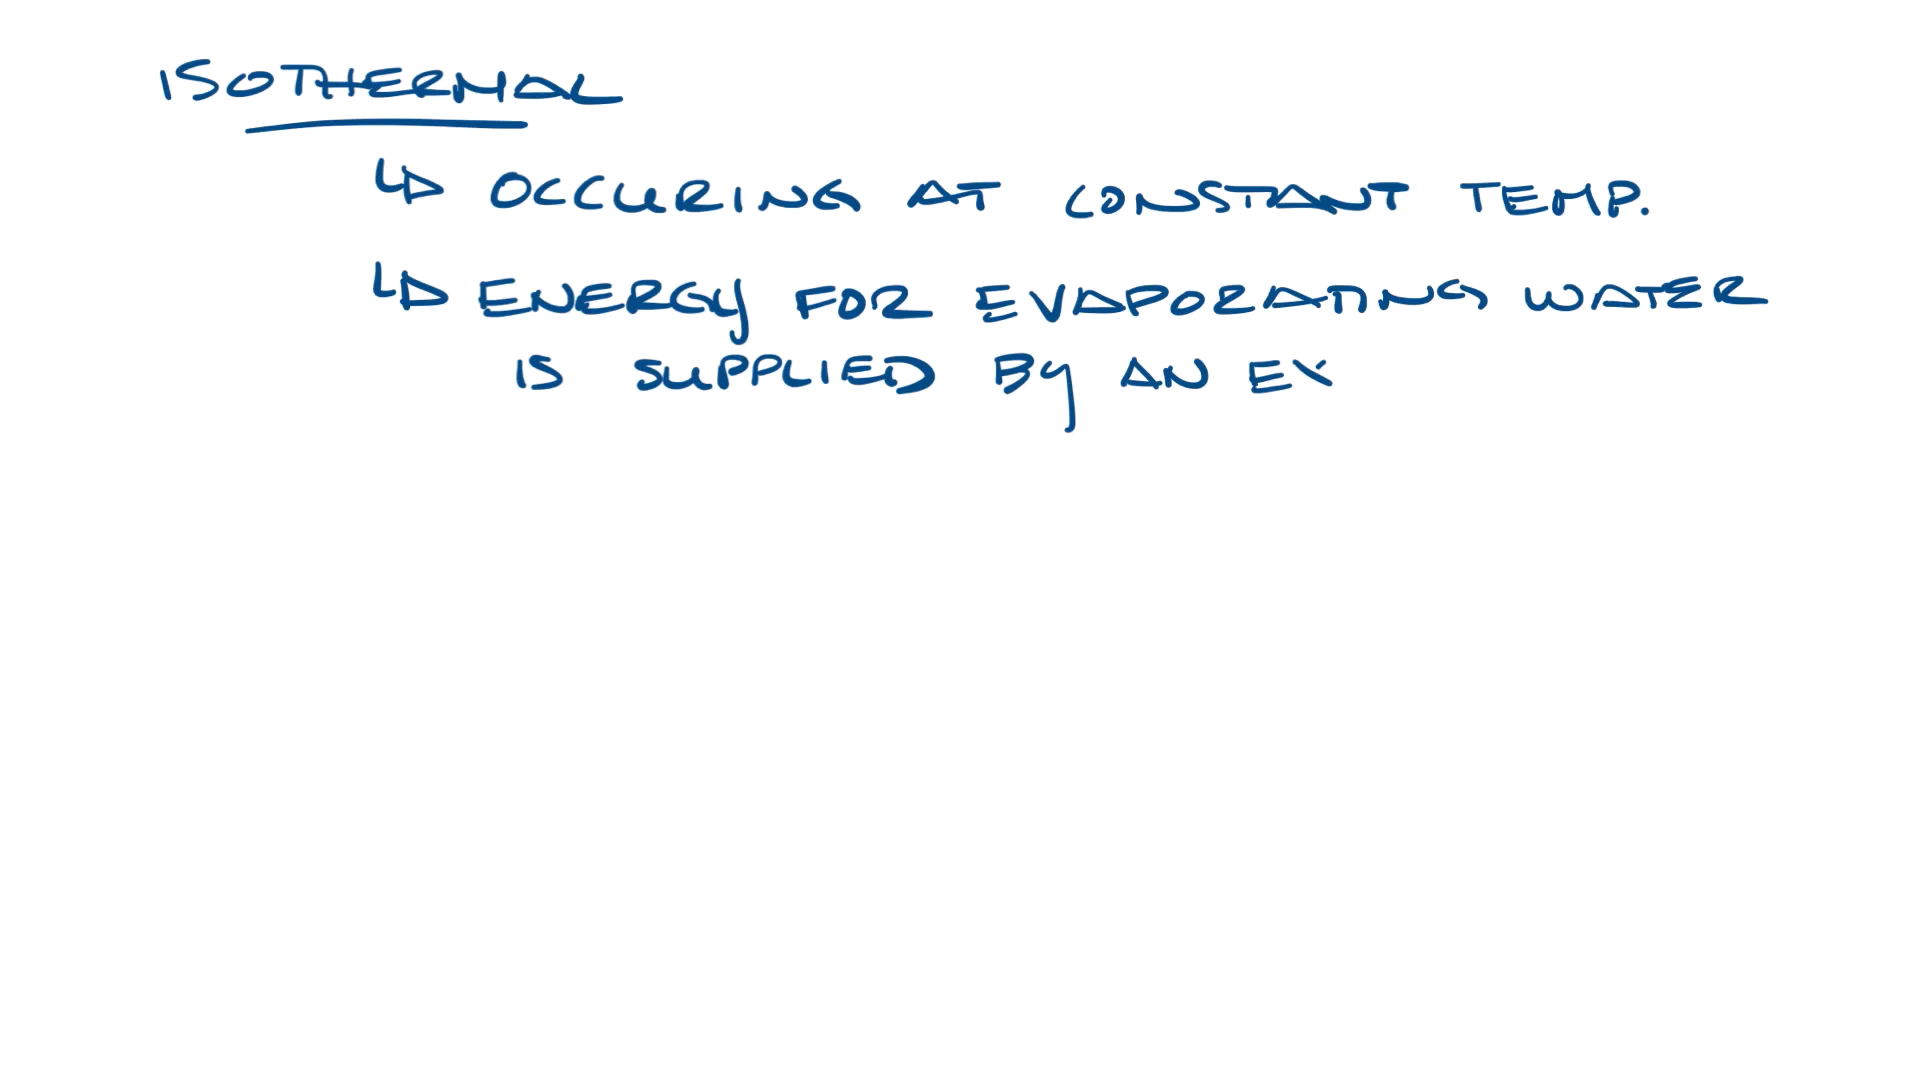 ISOTHERMAL
↳ OCCURING AT CONSTANT TEMP.
↳ ENERGY FOR EVAPORATING WATER
IS SUPPLIED BY AN EX